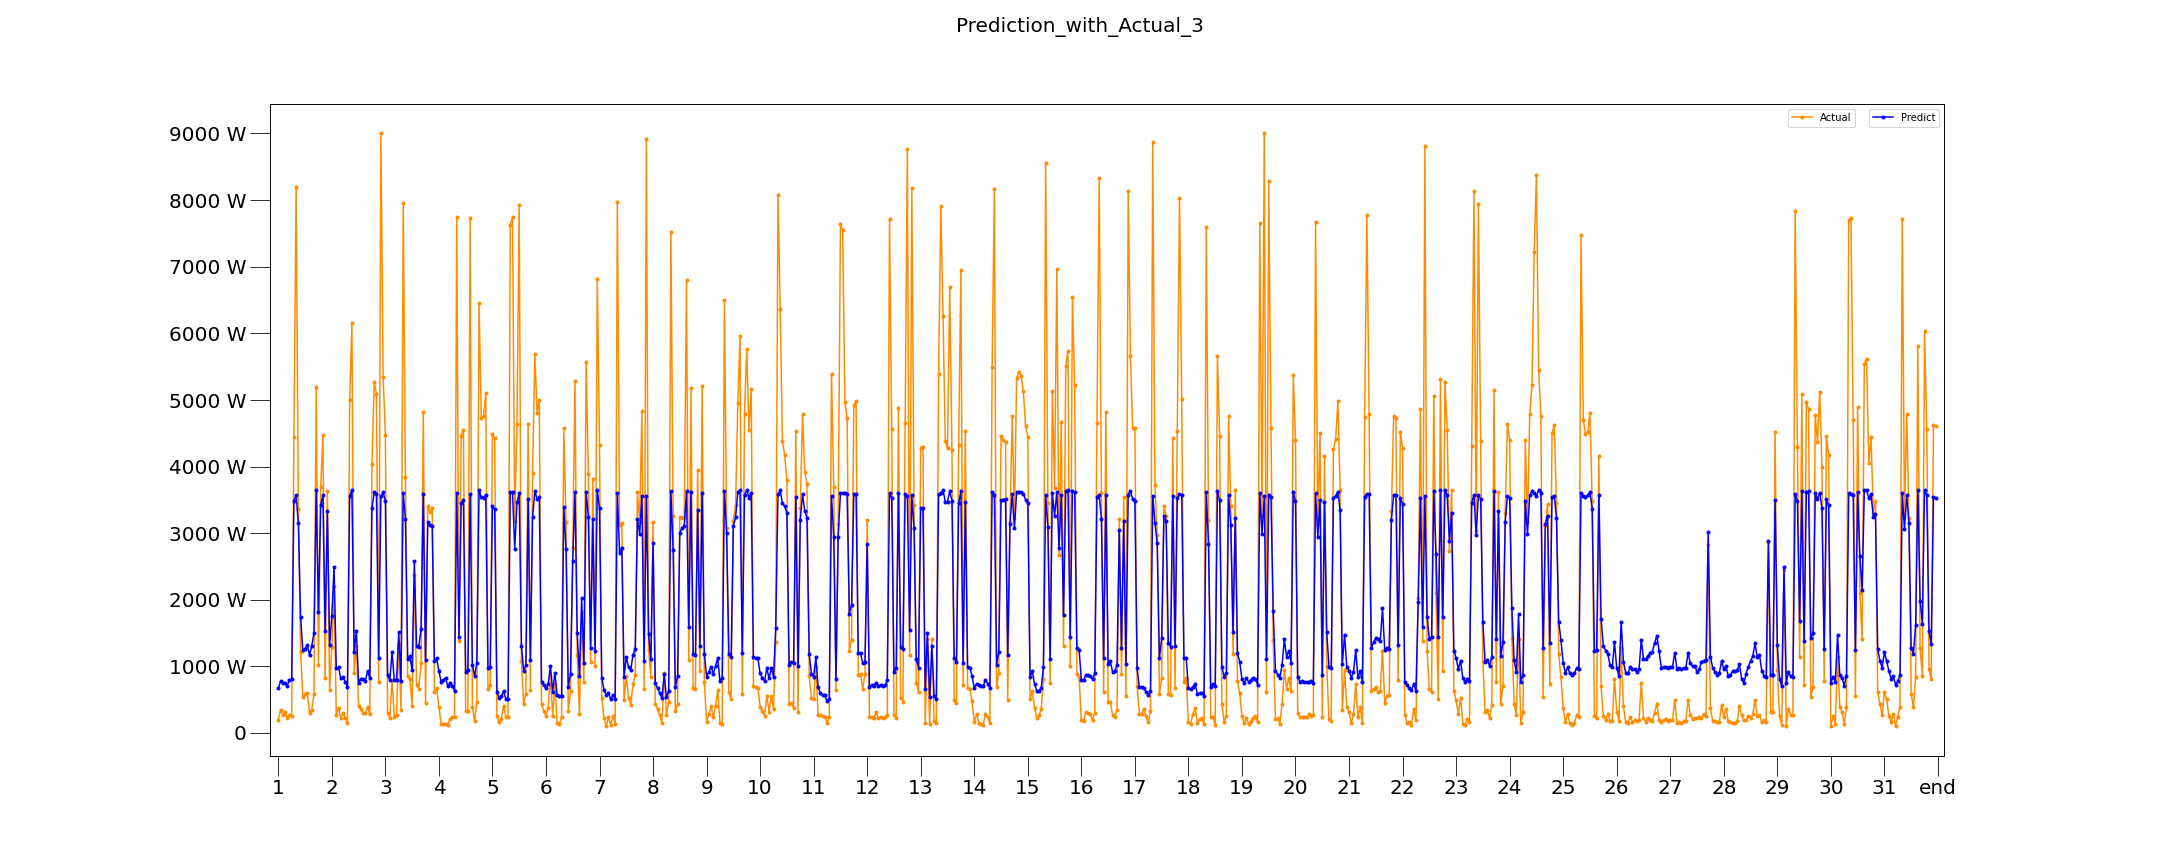 Prediction_with_Actual_3
Actual Predict
9000 W
8000 W
7000 W
6000 W
5000 W
4000 W
3000 W
2000 W
1000 W
0
1 2 3 4 5 6 7 8 9 10 11 12 13 14 15 16 17 18 19 20 21 22 23 24 25 26 27 28 29 30 31 end